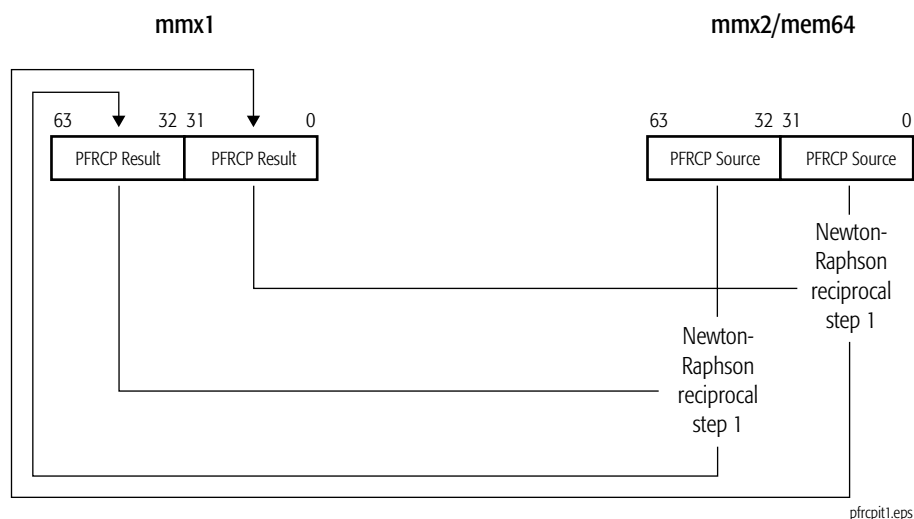 mmx1
mmx2/mem64
63 32 31 0
63 32 31 0
PFRCP Result PFRCP Result
PFRCP Source PFRCP Source
Newton-
Raphson
reciprocal
step 1
Newton-
Raphson
reciprocal
step 1
pfrcpit1.eps